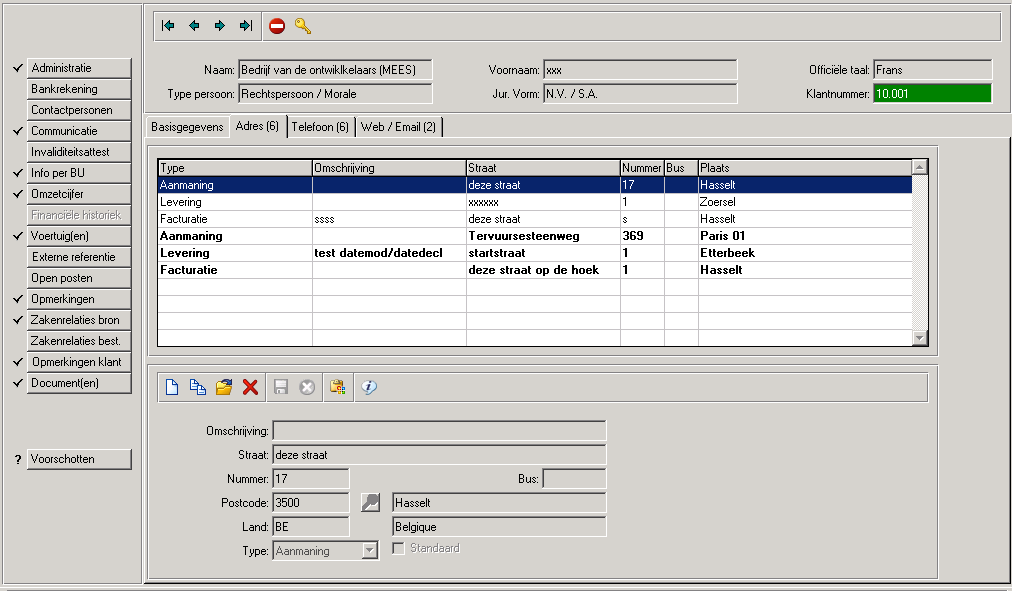 Naam: Bedrijf van de ontwiklkelaars (MEES) Voornaam: xxx Officiële taal: Frans
Type persoon: Rechtspersoon / Morale Jur. Vorm: N.V. / S.A. Klantnummer: 10.001
Administratie
Bankrekening
Contactpersonen
Communicatie
Invaliditeitsattest
Info per BU
Omzetcijfer
Financiële historiek
Voertuig(en)
Externe referentie
Open posten
Opmerkingen
Zakenrelaties bron
Zakenrelaties best.
Opmerkingen klant
Document(en)
? Voorschotten
Basisgegevens Adres (6) Telefoon (6) Web / Email (2)
Type Omschrijving Straat Nummer Bus Plaats
Aanmaning deze straat 17 Hasselt
Levering xxxxxx 1 Zoersel
Facturatie ssss deze straat s Hasselt
Aanmaning Tervuursesteenweg 369 Paris 01
Levering test datemod/datedecl startstraat 1 Etterbeek
Facturatie deze straat op de hoek 1 Hasselt
Omschrijving:
Straat: deze straat
Nummer: 17 Bus:
Postcode: 3500 Hasselt
Land: BE Belgique
Type: Aanmaning Standaard